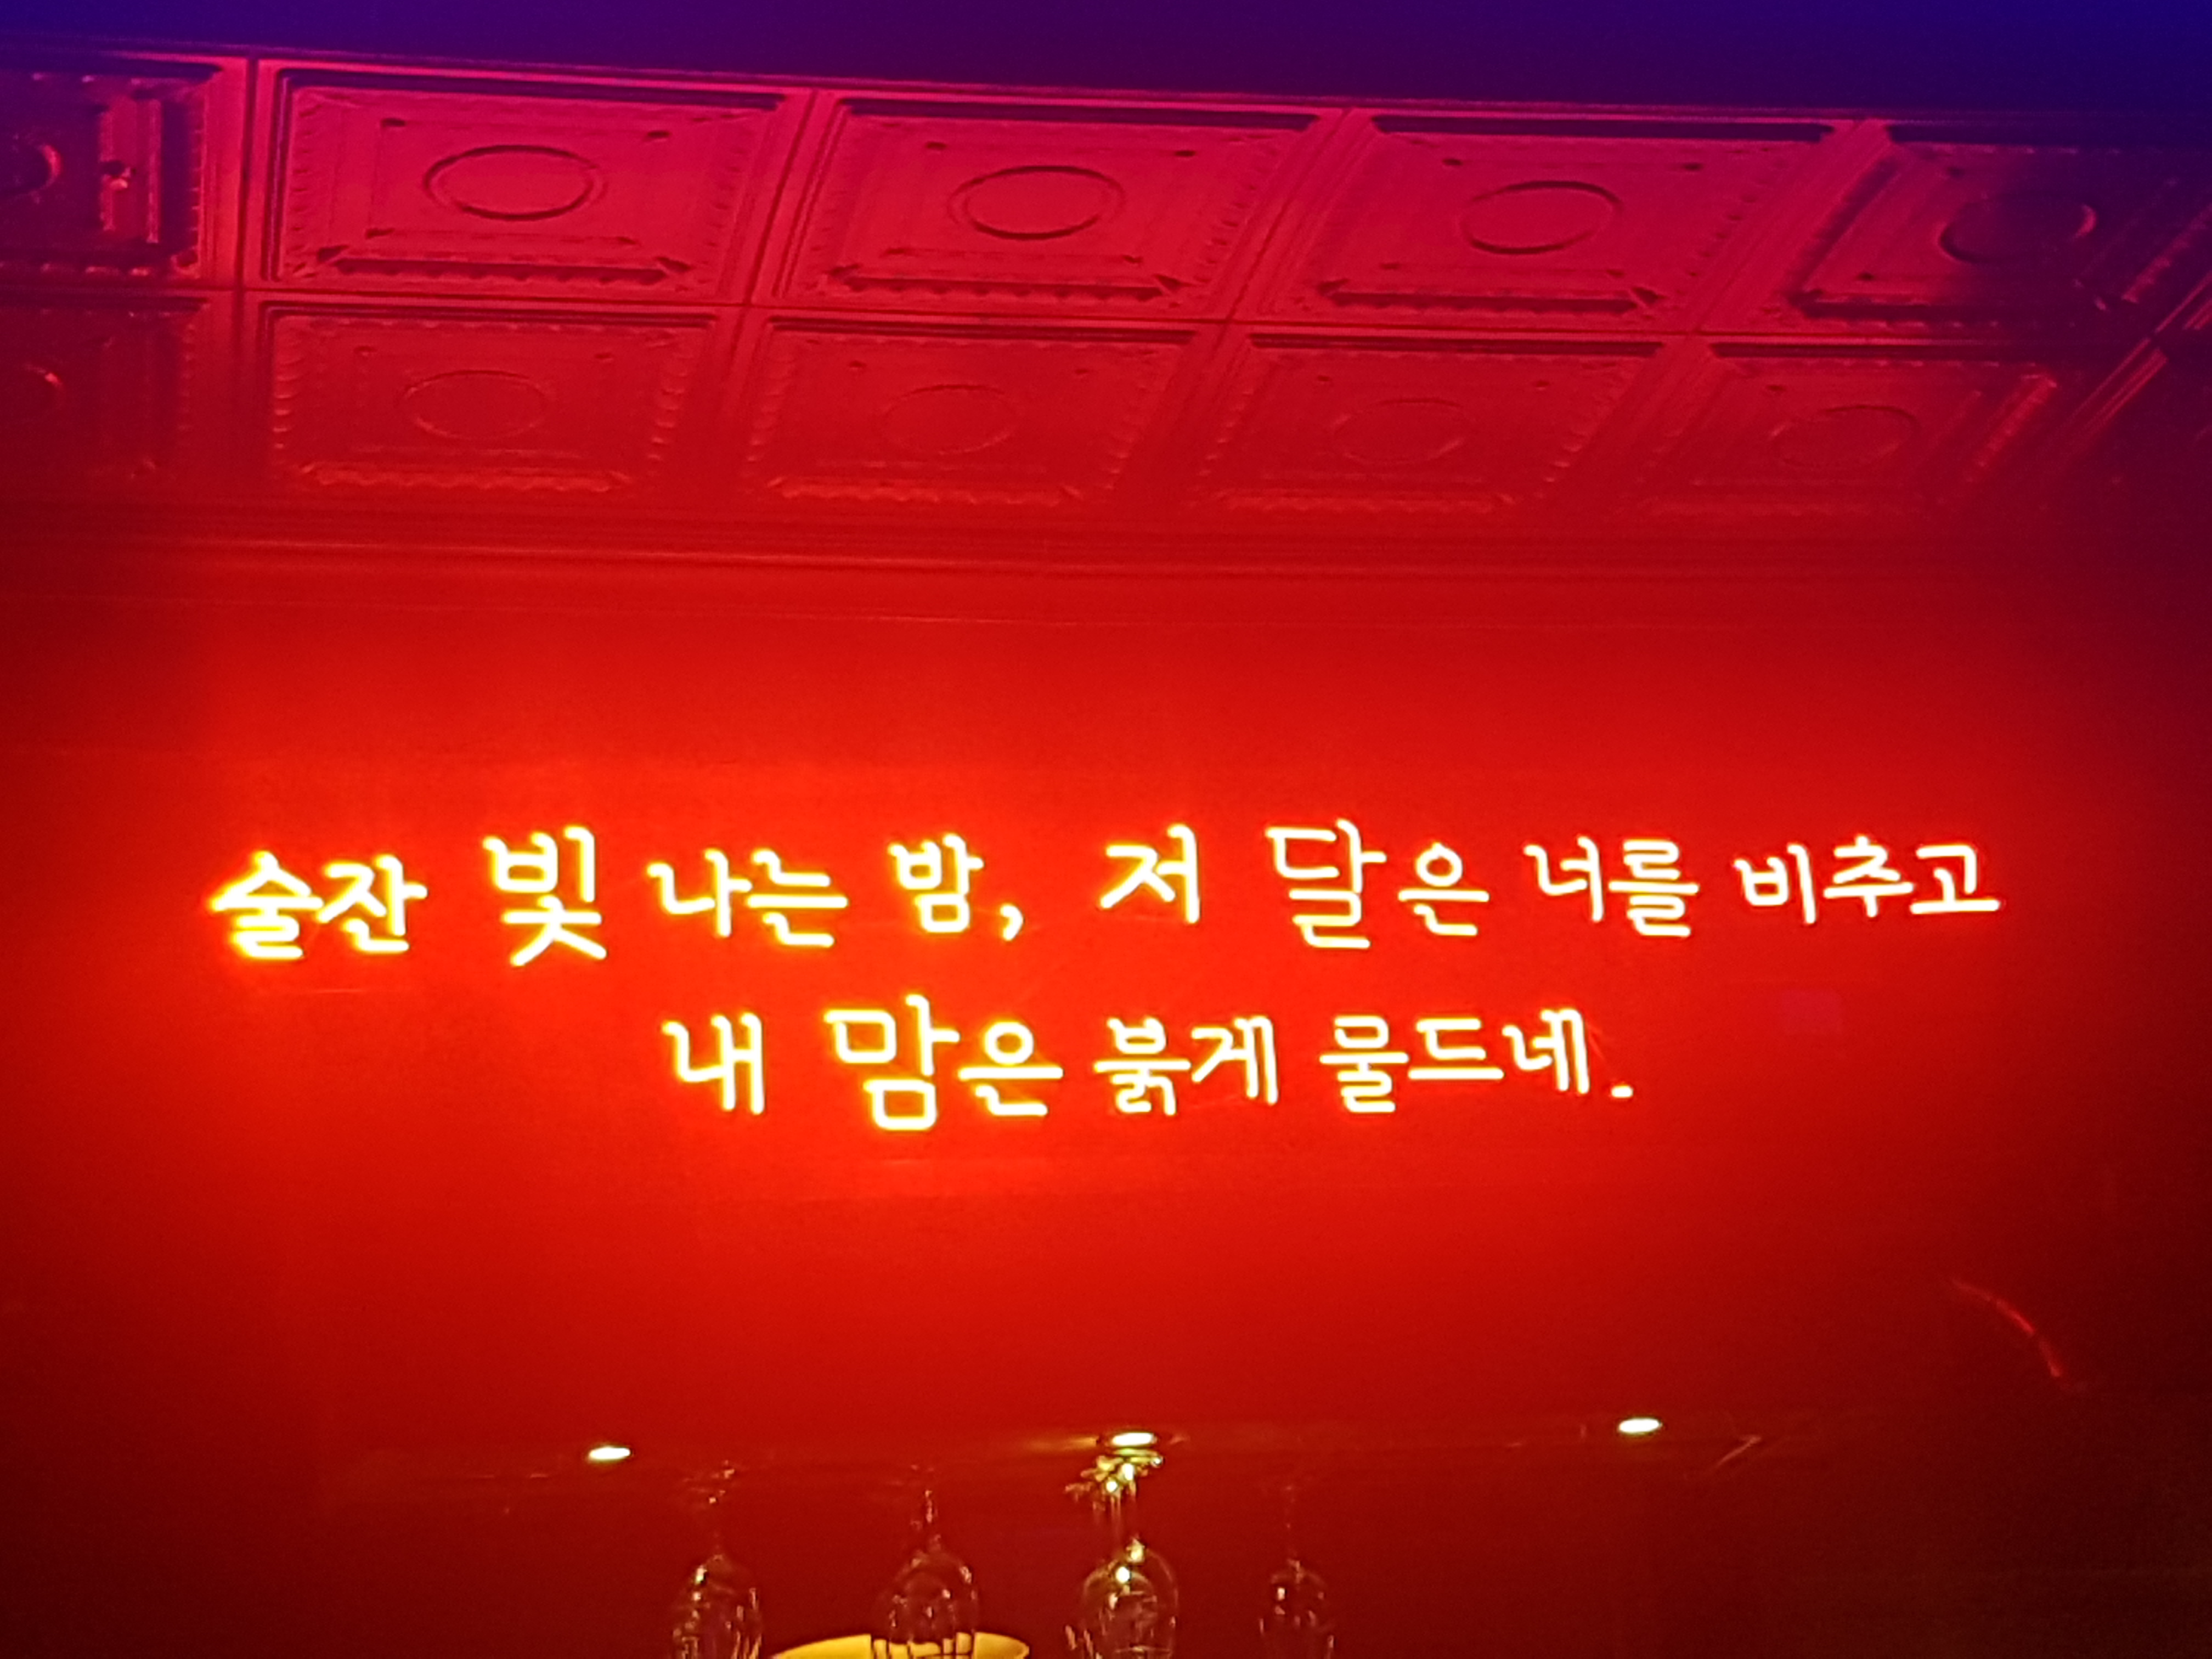 술잔 빛 나는 밤, 저 달은 너를 비추고
내 맘은 붉게 물드네.